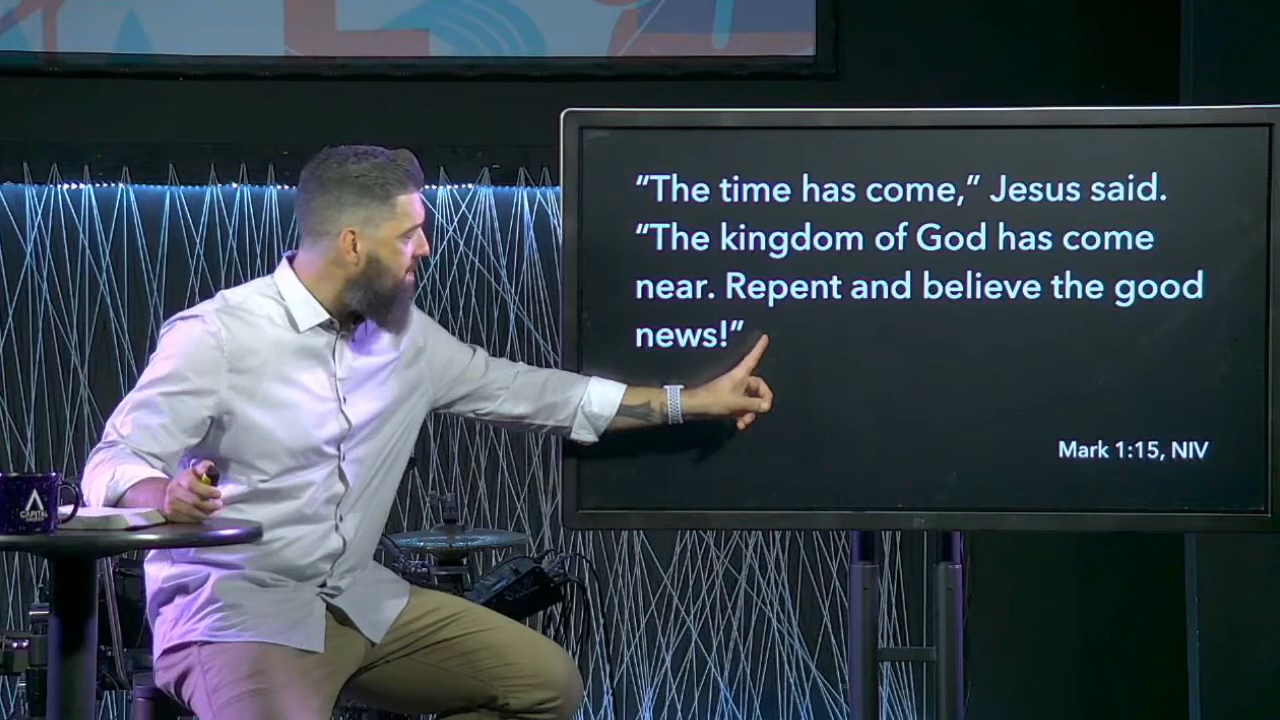 “The time has come,” Jesus said.
“The kingdom of God has come
near. Repent and believe the good
news!”
Mark 1:15, NIV
CAPITAL